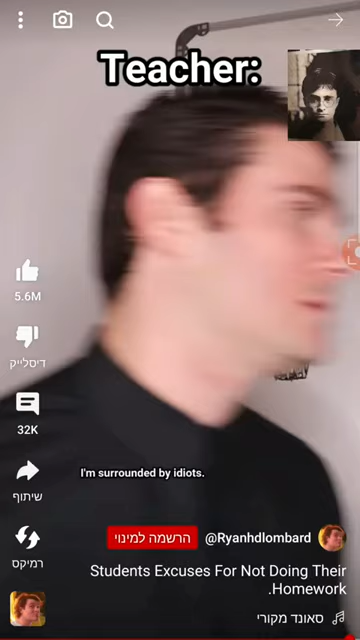 Teacher:
5.6M
דיסלייק
32K
I'm surrounded by idiots.
שיתוף
הרשמה למינוי
@Ryanhdlombard
רמיקס
Students Excuses For Not Doing Their
.Homework
סאונד מקורי